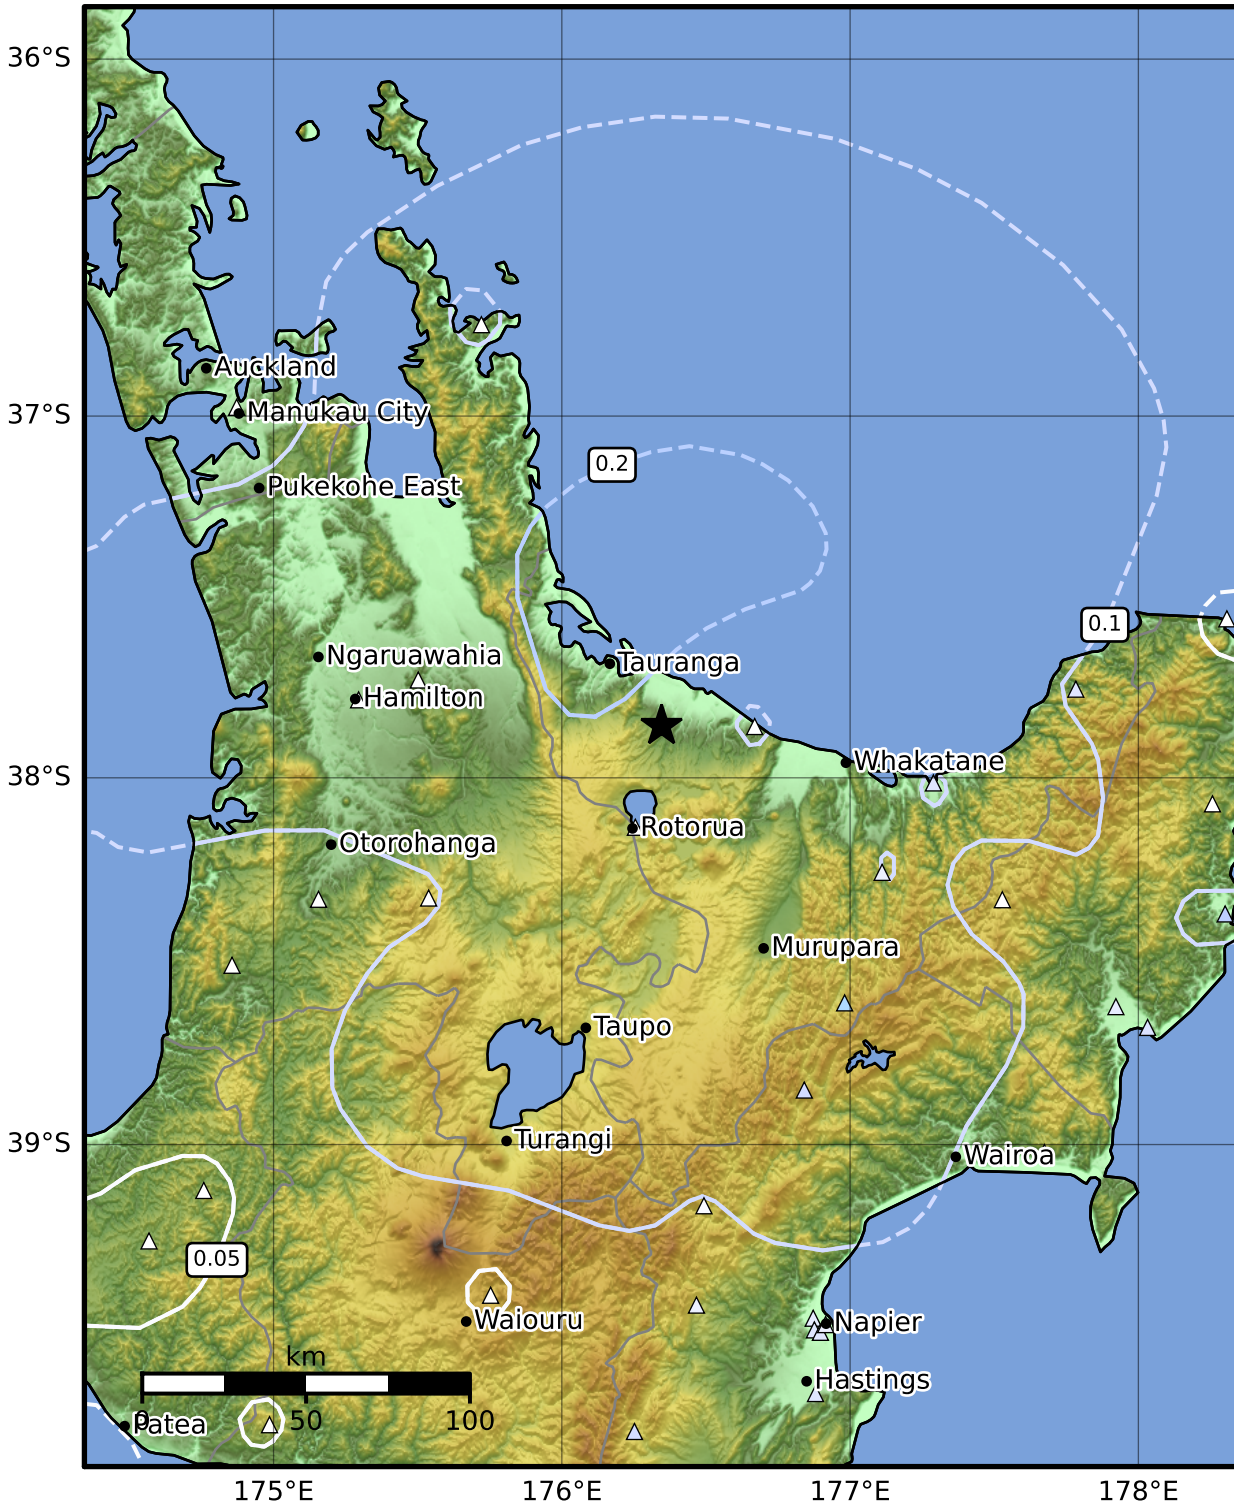 36°S
Auckland
37°S
Manukau City
0.2
Pukekohe East
0.1
Ngaruawahia
Tauranga
Hamilton
38°S
Whakatane
Rotorua
Otorohanga
Murupara
Taupo
39°S
Turangi
Wairoa
0.05
Waiouru
Napier
km
Hastings
0
50
100
Patea
175°E
176°E
177°E
178°E